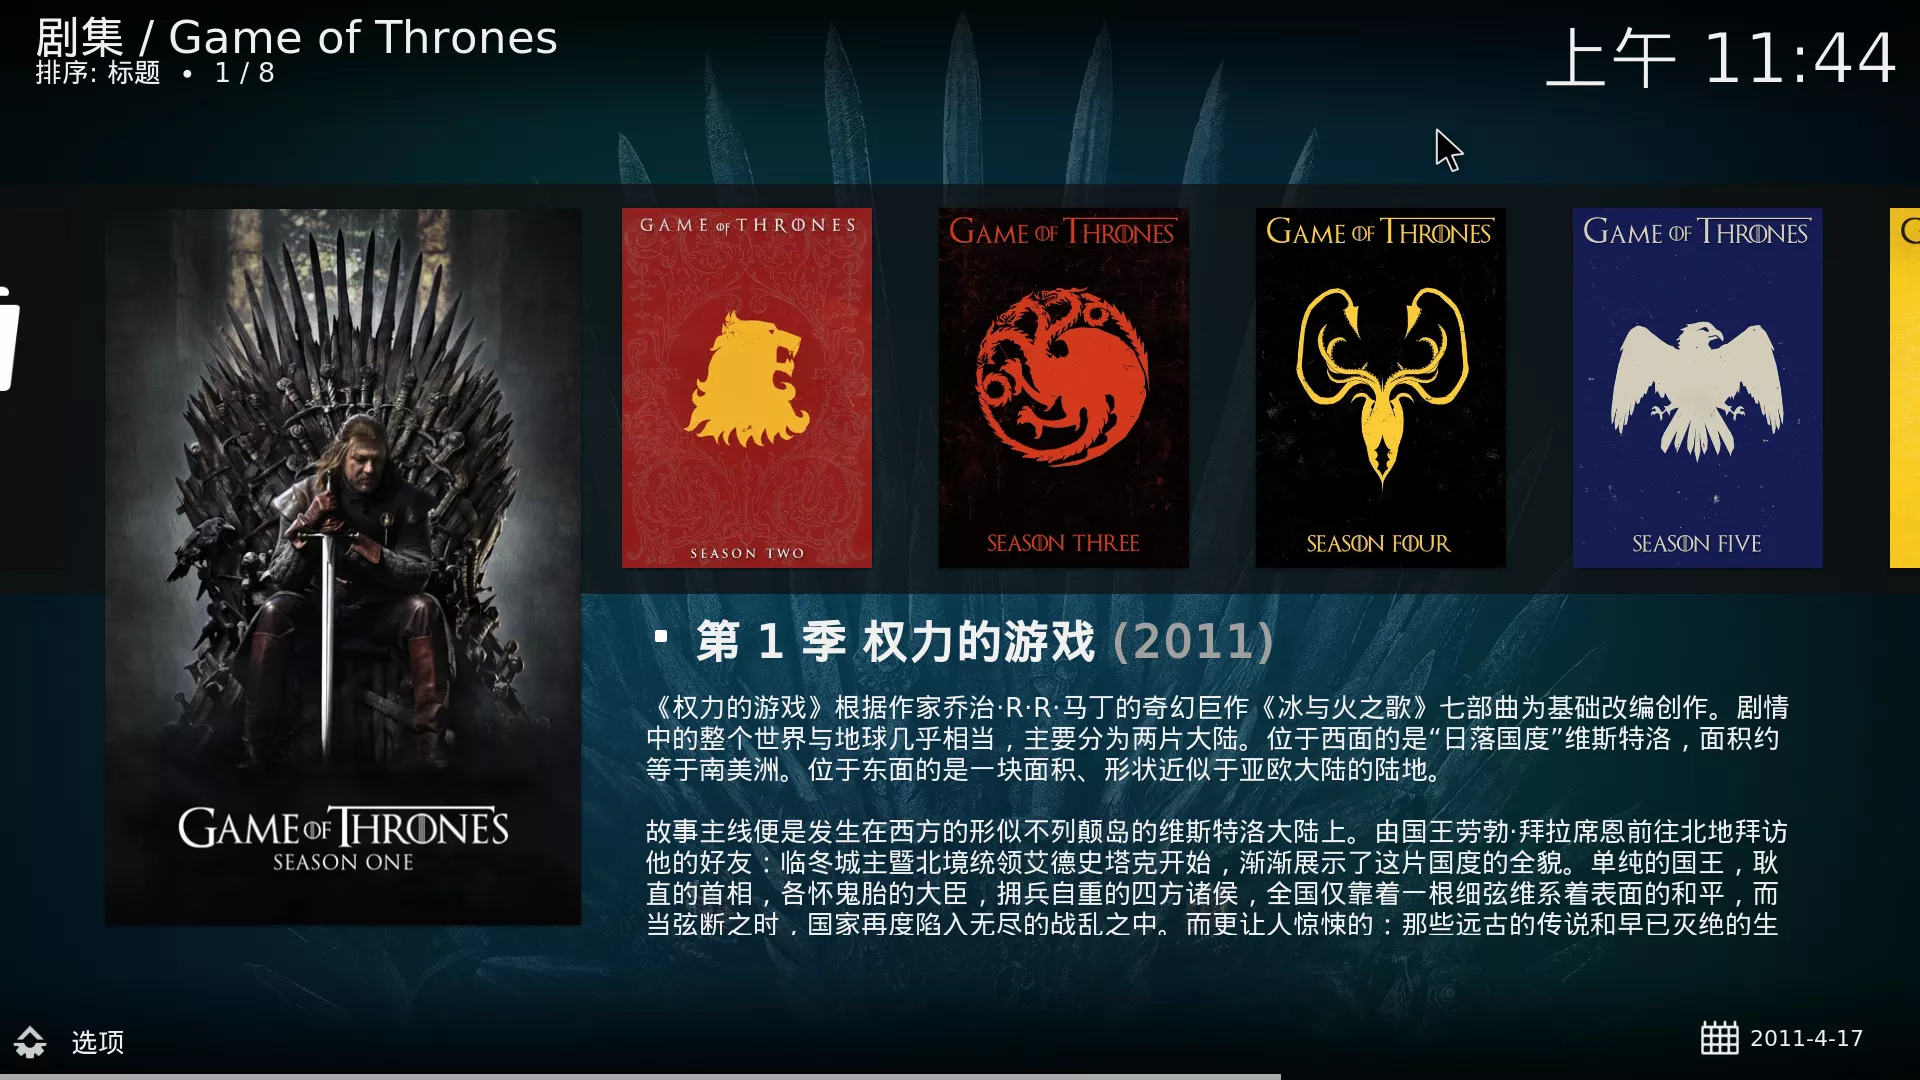 剧集 / Game of Thrones
排序: 标题 • 1 / 8
上午 11:44
GAME OF THRONES
SEASON ONE
GAME OF THRONES
SEASON TWO
GAME OF THRONES
SEASON THREE
GAME OF THRONES
SEASON FOUR
GAME OF THRONES
SEASON FIVE
G
第 1 季 权力的游戏 (2011)
《权力的游戏》根据作家乔治·R·R·马丁的奇幻巨作《冰与火之歌》七部曲为基础改编创作。剧情
中的整个世界与地球几乎相当，主要分为两片大陆。位于西面的是“日落国度”维斯特洛，面积约
等于南美洲。位于东面的是一块面积、形状近似于亚欧大陆的陆地。
故事主线便是发生在西方的形似不列颠岛的维斯特洛大陆上。由国王劳勃·拜拉席恩前往北地拜访
他的好友：临冬城主暨北境统领艾德史塔克开始，渐渐展示了这片国度的全貌。单纯的国王，耿
直的首相，各怀鬼胎的大臣，拥兵自重的四方诸侯，全国仅靠着一根细弦维系着表面的和平，而
当弦断之时，国家再度陷入无尽的战乱之中。而更让人惊悚的：那些远古的传说和早已灭绝的生
选项
2011-4-17